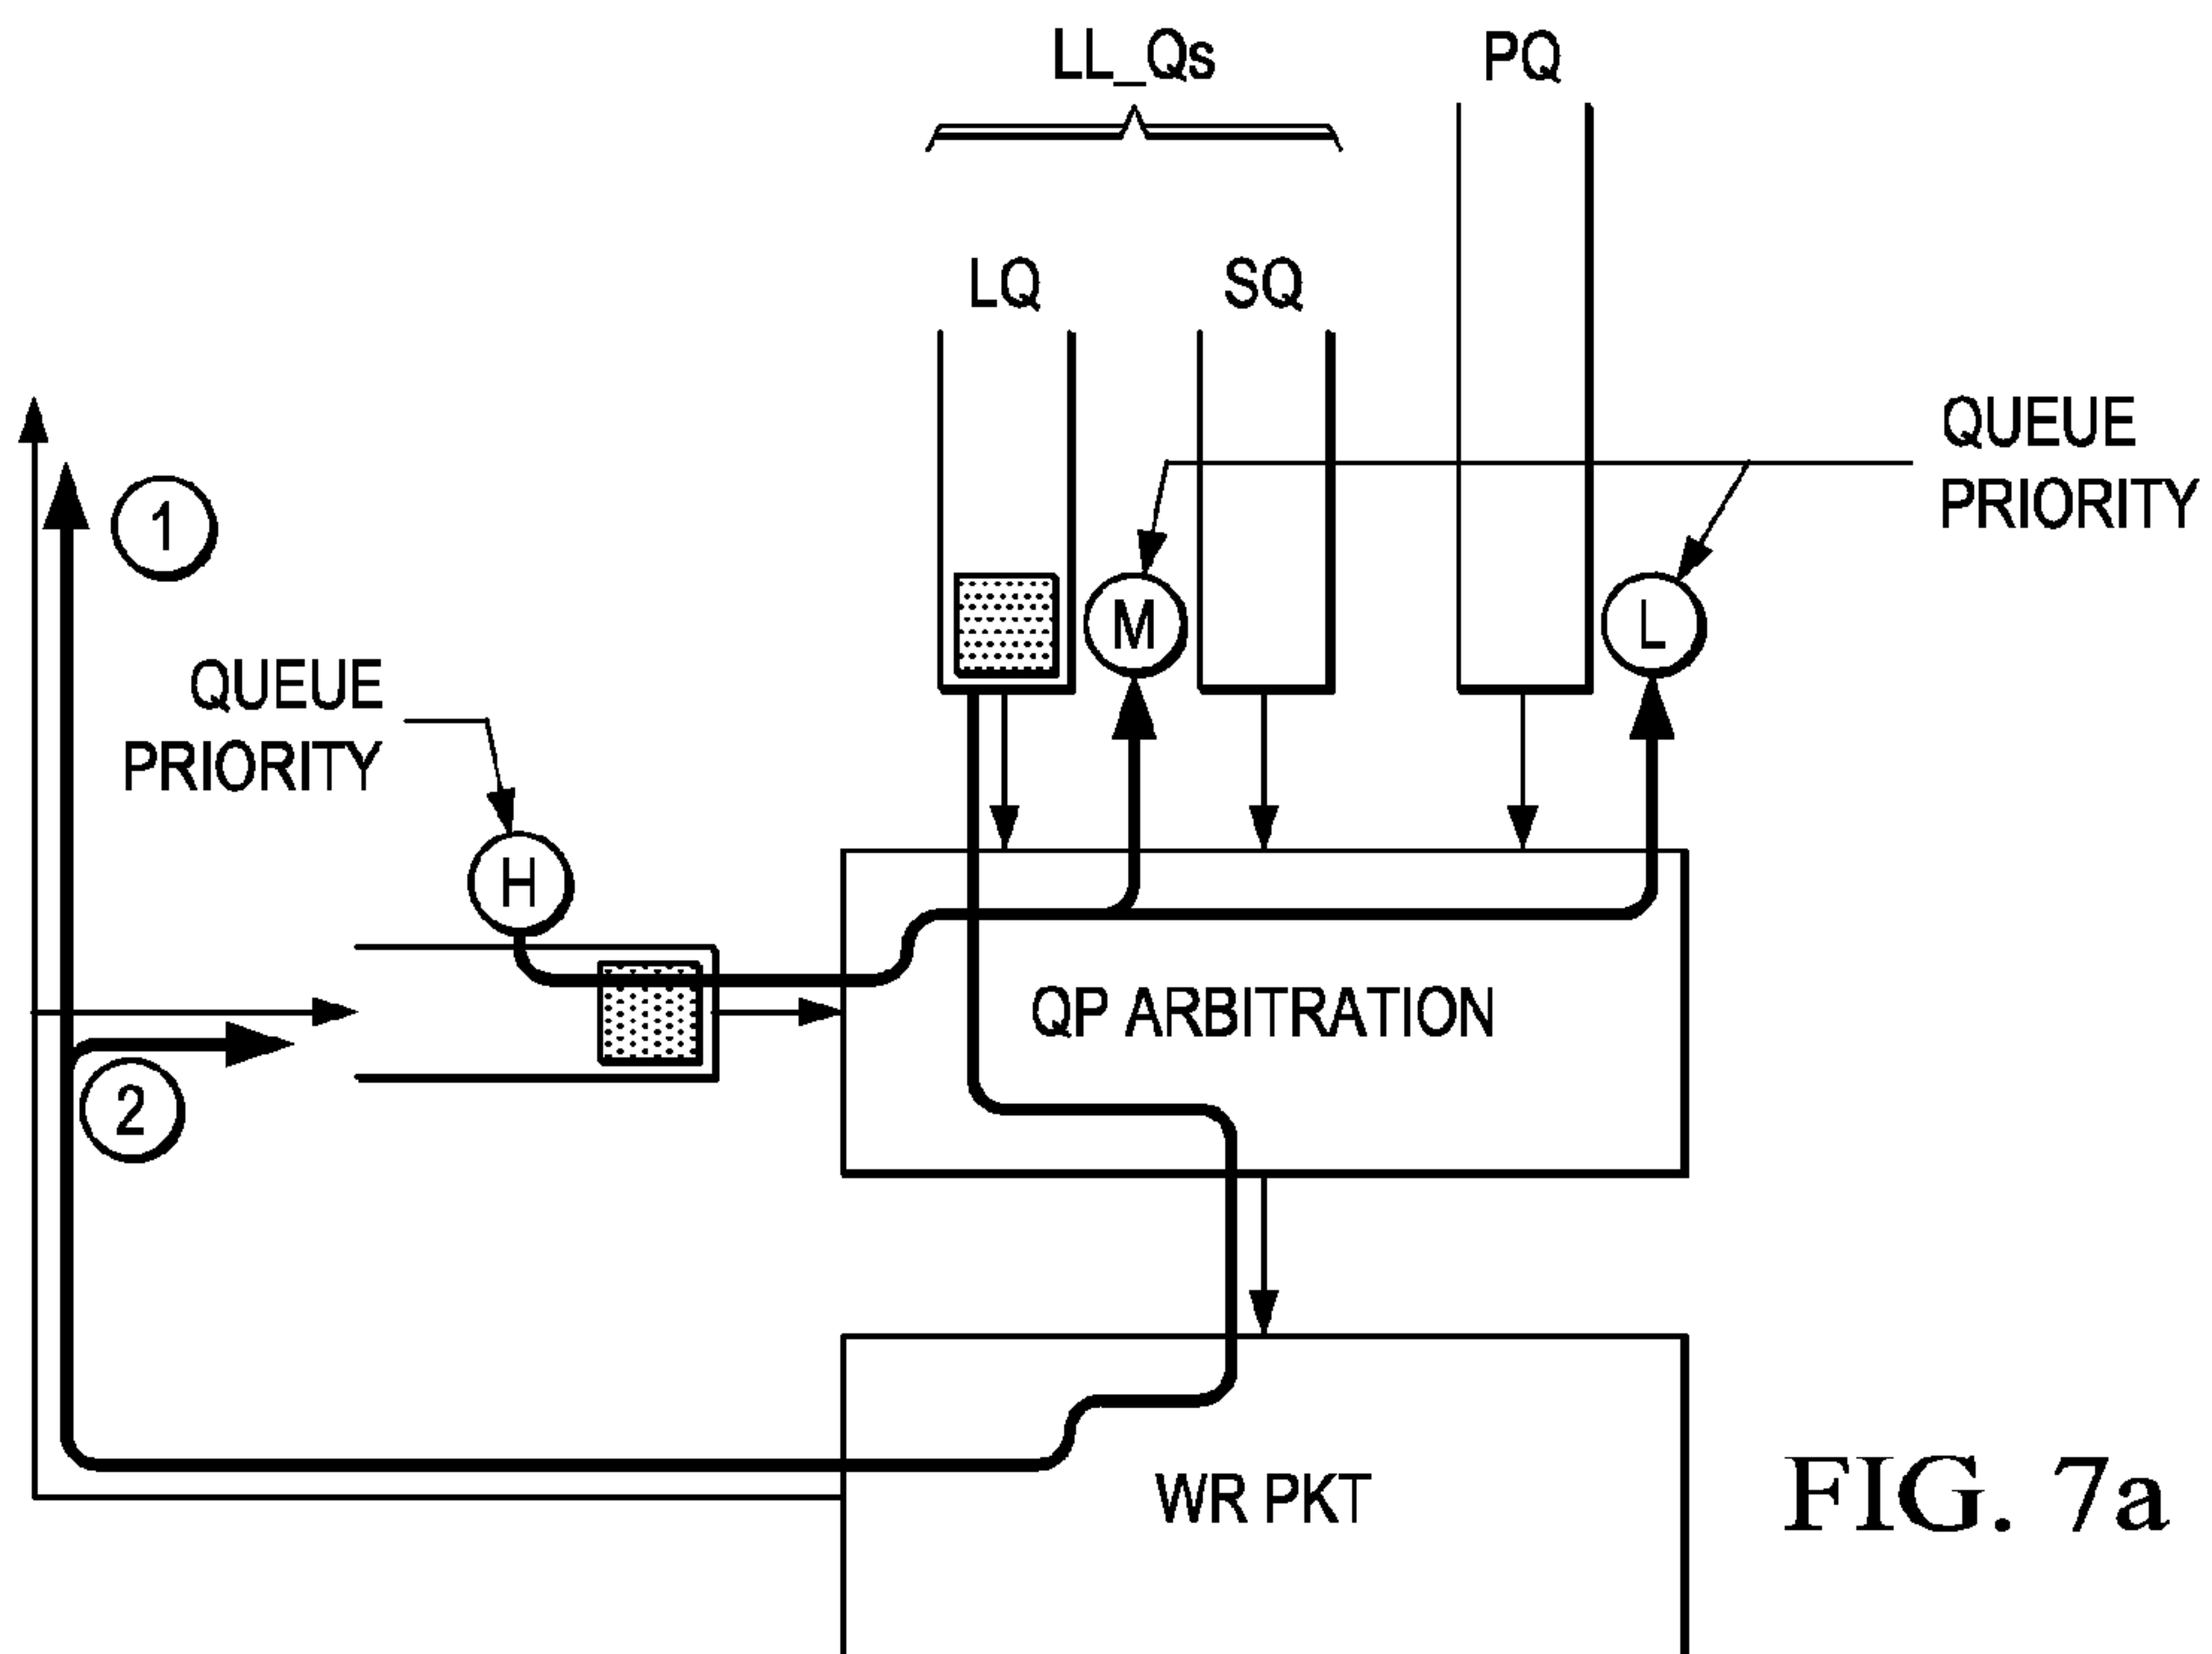 LL_Qs
PQ
LQ
SQ
QUEUE
PRIORITY
1
M
L
QUEUE
PRIORITY
H
QP ARBITRATION
2
WR PKT
FIG. 7a